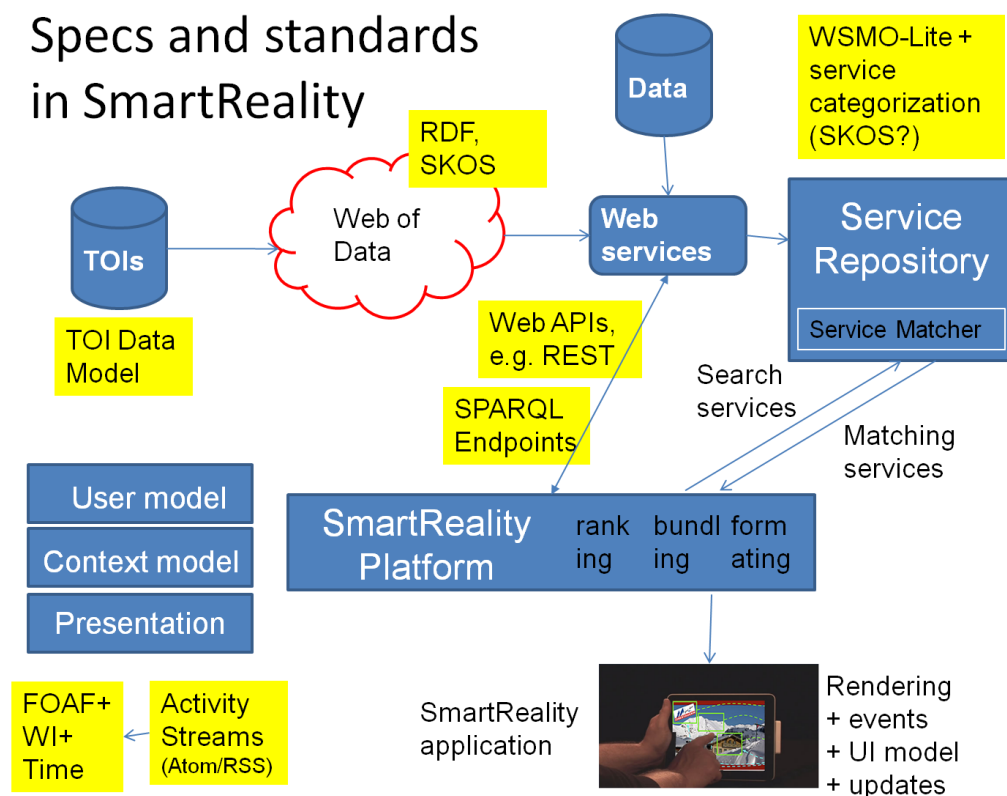 Specs and standards
in SmartReality
Data
WSMO-Lite +
service
categorization
(SKOS?)
RDF,
SKOS
Web of
Data
TOIs
Web
services
Service
Repository
Service Matcher
TOI Data
Model
Web APIs,
e.g. REST
SPARQL
Endpoints
Search
services
Matching
services
User model
Context model
Presentation
SmartReality
Platform
rank
ing
bundl
ing
form
ating
FOAF+
WI+
Time
Activity
Streams
(Atom/RSS)
SmartReality
application
Rendering
+ events
+ UI model
+ updates